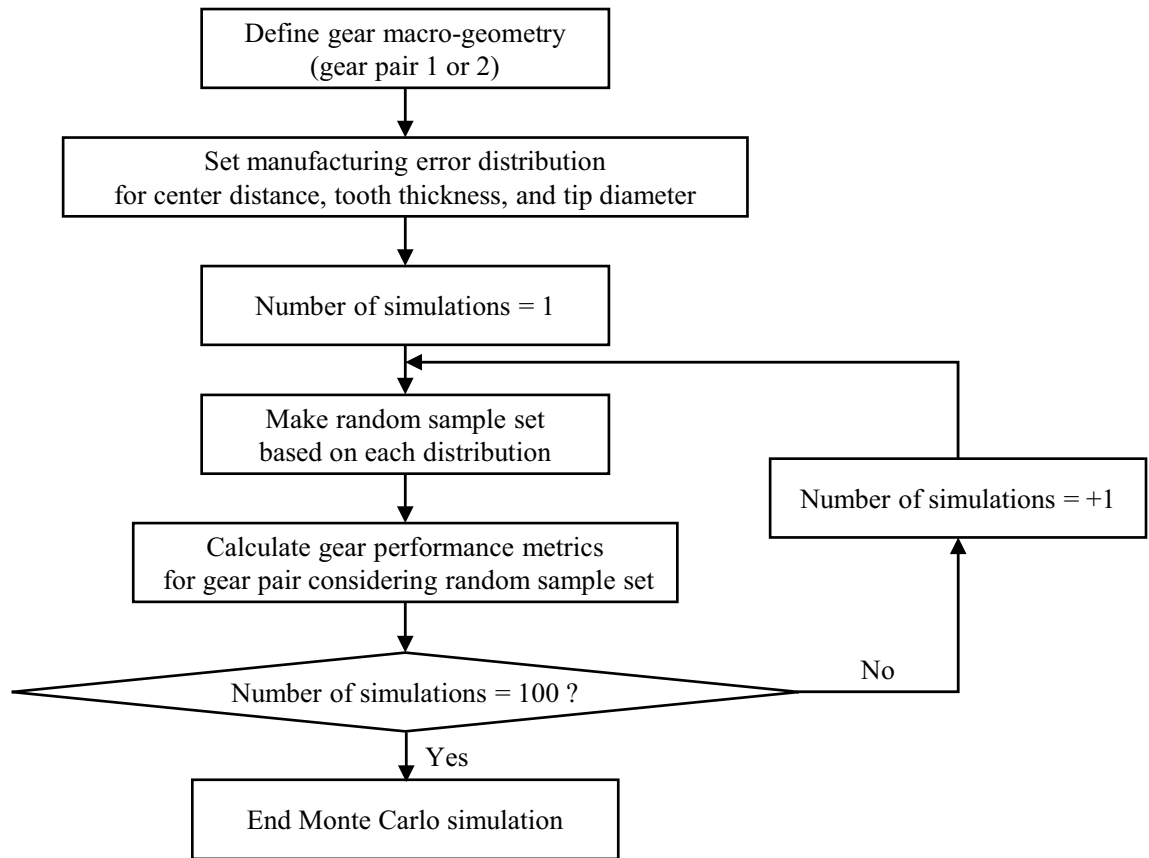 Define gear macro-geometry
(gear pair 1 or 2)
Set manufacturing error distribution
for center distance, tooth thickness, and tip diameter
Number of simulations = 1
Make random sample set
based on each distribution
Number of simulations = +1
Calculate gear performance metrics
for gear pair considering random sample set
Number of simulations = 100 ?
No
Yes
End Monte Carlo simulation